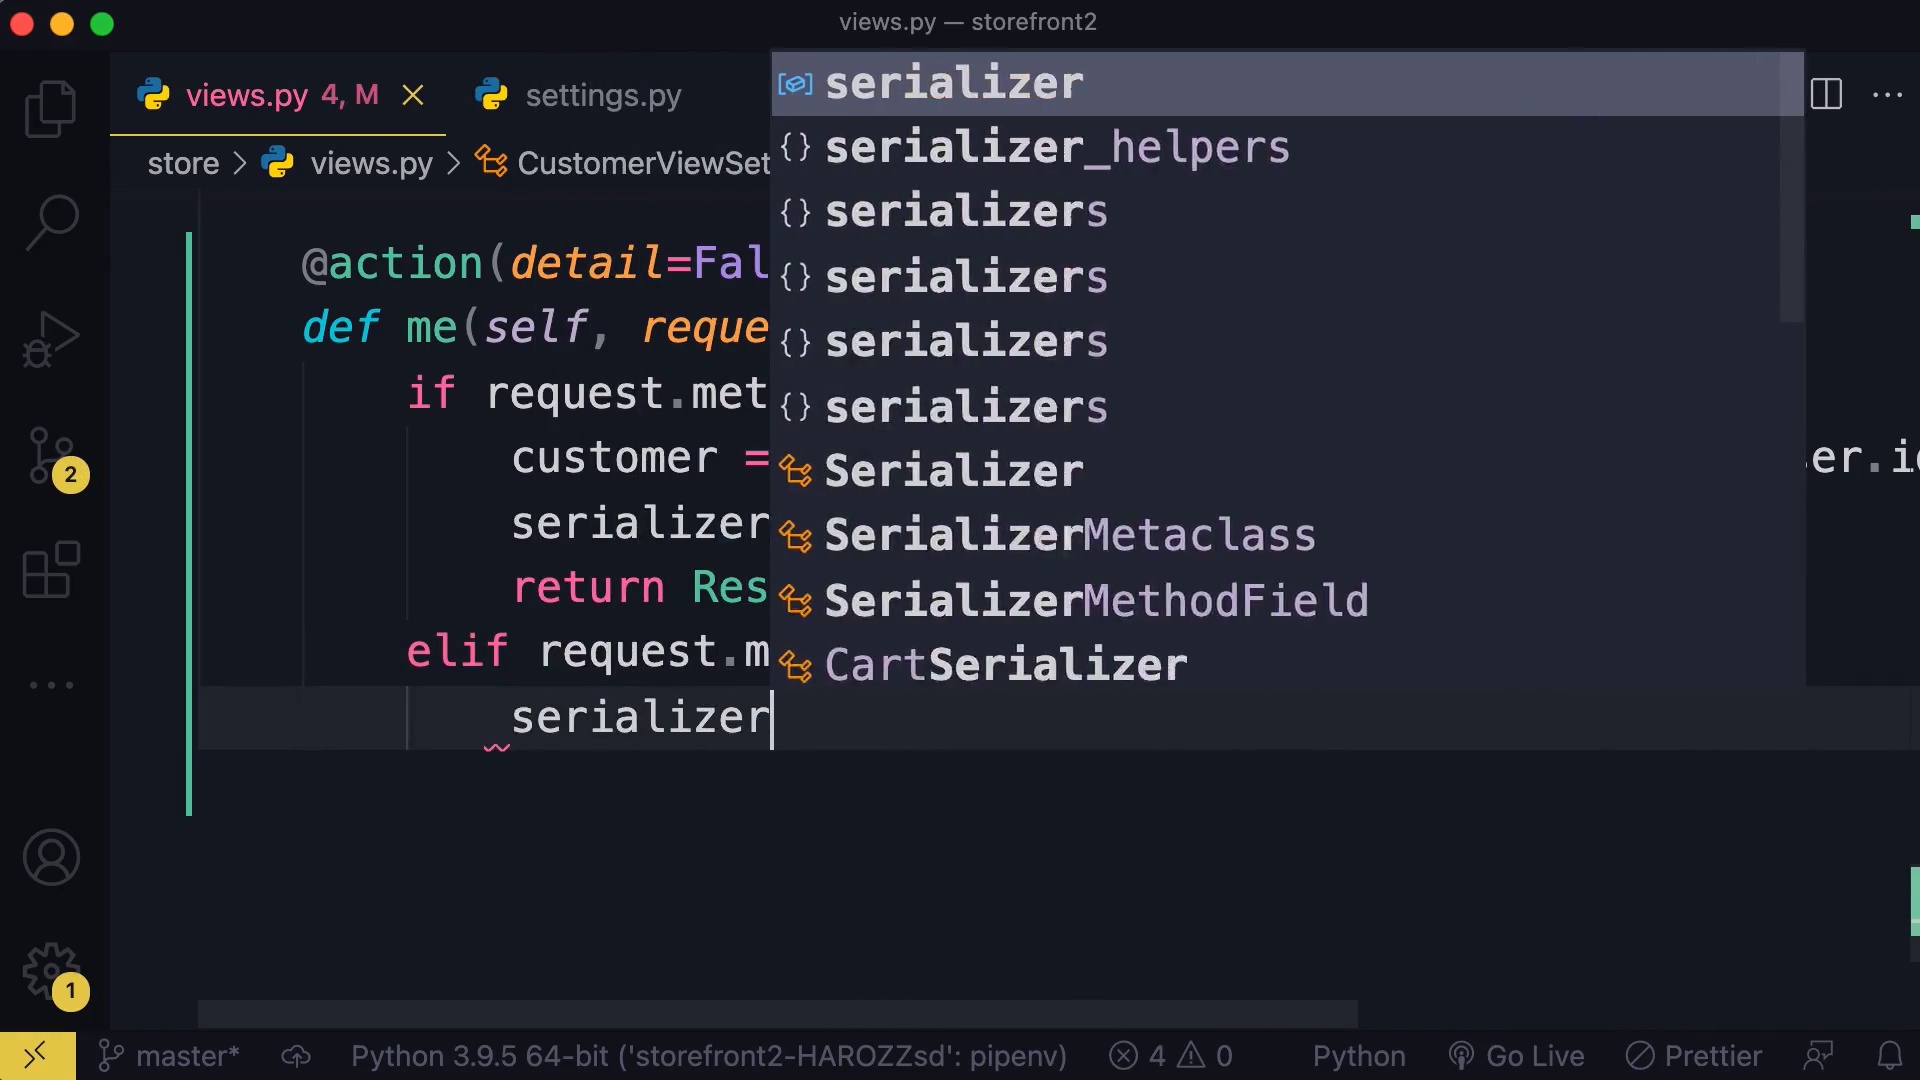 views.py — storefront2
views.py 4, M
settings.py
store > views.py > CustomerViewSet
@action(detail=Fal
def me(self, reque
if request.met
customer =
ser.i
serializer
return Res
elif request.m
serializer
serializer
serializer_helpers
serializers
serializers
serializers
serializers
Serializer
SerializerMetaclass
SerializerMethodField
CartSerializer
2
1
master* Python 3.9.5 64-bit ('storefront2-HAROZZsd': pipenv) 4 0 Python Go Live Prettier